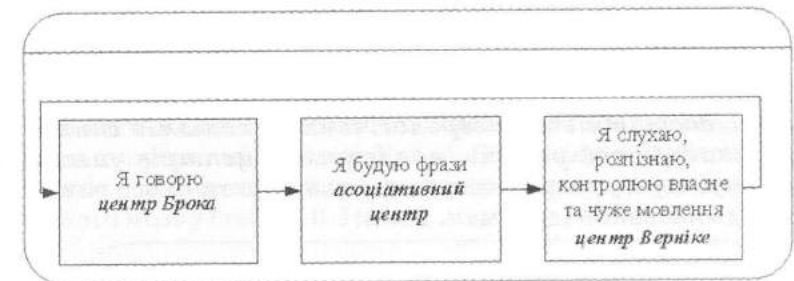 Я говорю
центр Брока
Я будую фрази
асоціативний
центр
Я слухаю,
розпізнаю,
контролюю власне
та чуже мовлення
центр Верніке